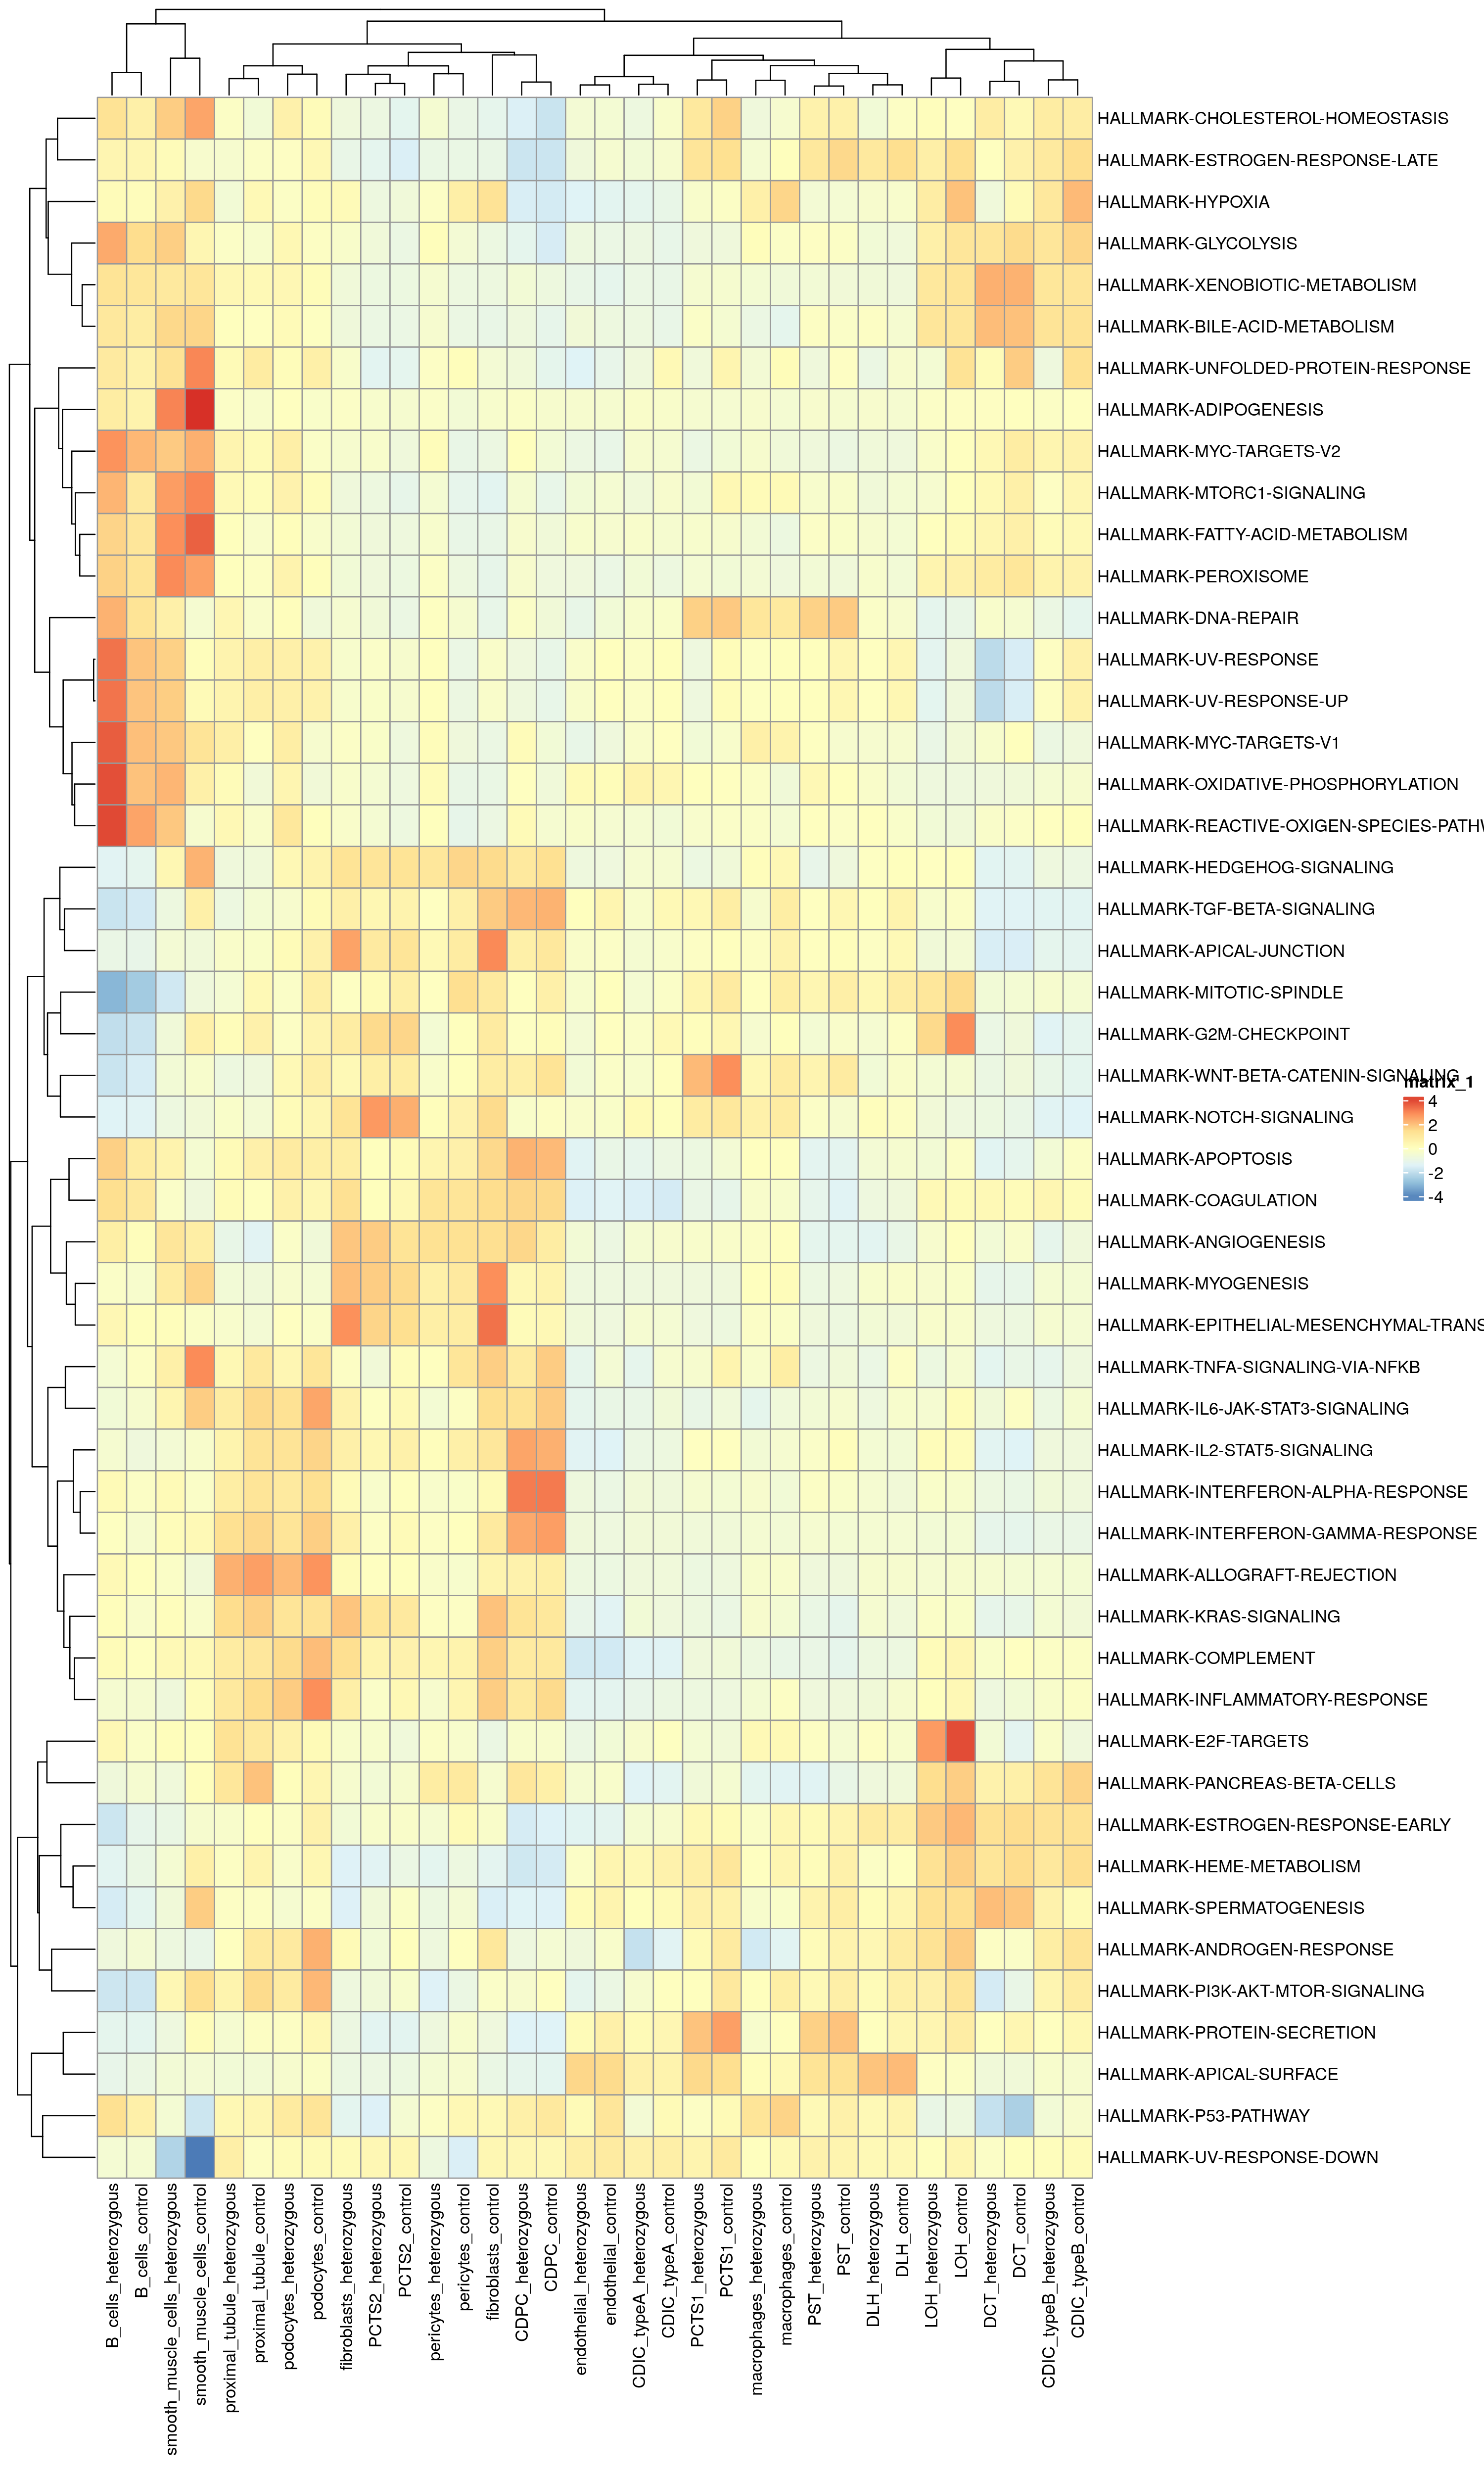 HALLMARK-CHOLESTEROL-HOMEOSTASIS
HALLMARK-ESTROGEN-RESPONSE-LATE
HALLMARK-HYPOXIA
HALLMARK-GLYCOLYSIS
HALLMARK-XENOBIOTIC-METABOLISM
HALLMARK-BILE-ACID-METABOLISM
HALLMARK-UNFOLDED-PROTEIN-RESPONSE
HALLMARK-ADIPOGENESIS
HALLMARK-MYC-TARGETS-V2
HALLMARK-MTORC1-SIGNALING
HALLMARK-FATTY-ACID-METABOLISM
HALLMARK-PEROXISOME
HALLMARK-DNA-REPAIR
HALLMARK-UV-RESPONSE
HALLMARK-UV-RESPONSE-UP
HALLMARK-MYC-TARGETS-V1
HALLMARK-OXIDATIVE-PHOSPHORYLATION
HALLMARK-REACTIVE-OXIGEN-SPECIES-PATHW
HALLMARK-HEDGEHOG-SIGNALING
HALLMARK-TGF-BETA-SIGNALING
HALLMARK-APICAL-JUNCTION
HALLMARK-MITOTIC-SPINDLE
HALLMARK-G2M-CHECKPOINT
HALLMARK-WNT-BETA-CATENIN-SIGNALING
matrix_1
4
2
0
-2
-4
HALLMARK-NOTCH-SIGNALING
HALLMARK-APOPTOSIS
HALLMARK-COAGULATION
HALLMARK-ANGIOGENESIS
HALLMARK-MYOGENESIS
HALLMARK-EPITHELIAL-MESENCHYMAL-TRANS
HALLMARK-TNFA-SIGNALING-VIA-NFKB
HALLMARK-IL6-JAK-STAT3-SIGNALING
HALLMARK-IL2-STAT5-SIGNALING
HALLMARK-INTERFERON-ALPHA-RESPONSE
HALLMARK-INTERFERON-GAMMA-RESPONSE
HALLMARK-ALLOGRAFT-REJECTION
HALLMARK-KRAS-SIGNALING
HALLMARK-COMPLEMENT
HALLMARK-INFLAMMATORY-RESPONSE
HALLMARK-E2F-TARGETS
HALLMARK-PANCREAS-BETA-CELLS
HALLMARK-ESTROGEN-RESPONSE-EARLY
HALLMARK-HEME-METABOLISM
HALLMARK-SPERMATOGENESIS
HALLMARK-ANDROGEN-RESPONSE
HALLMARK-PI3K-AKT-MTOR-SIGNALING
HALLMARK-PROTEIN-SECRETION
HALLMARK-APICAL-SURFACE
HALLMARK-P53-PATHWAY
HALLMARK-UV-RESPONSE-DOWN
B_cells_heterozygous
B_cells_control
smooth_muscle_cells_heterozygous
smooth_muscle_cells_control
proximal_tubule_heterozygous
proximal_tubule_control
podocytes_heterozygous
podocytes_control
fibroblasts_heterozygous
PCTS2_heterozygous
PCTS2_control
pericytes_heterozygous
pericytes_control
fibroblasts_control
CDPC_heterozygous
CDPC_control
endothelial_heterozygous
endothelial_control
CDIC_typeA_heterozygous
CDIC_typeA_control
PCTS1_heterozygous
PCTS1_control
macrophages_heterozygous
macrophages_control
PST_heterozygous
PST_control
DLH_heterozygous
DLH_control
LOH_heterozygous
LOH_control
DCT_heterozygous
DCT_control
CDIC_typeB_heterozygous
CDIC_typeB_control